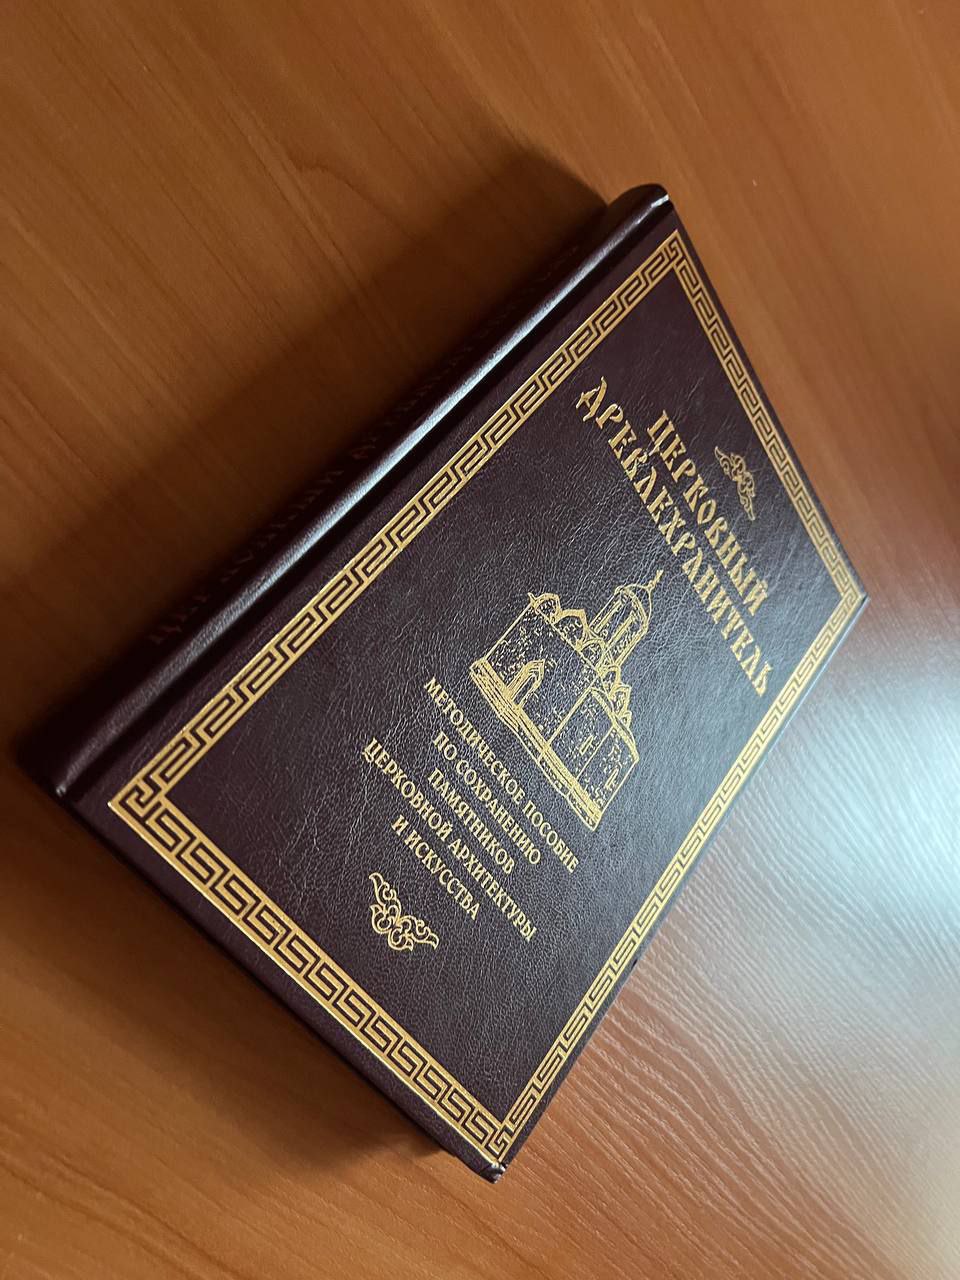 ЦЕРКОВНЫЙ
ДРЕВЛЕХРАНИТЕЛЬ
МЕТОДИЧЕСКОЕ ПОСОБИЕ
ПО СОХРАНЕНИЮ
ПАМЯТНИКОВ
ЦЕРКОВНОЙ АРХИТЕКТУРЫ
И ИСКУССТВА